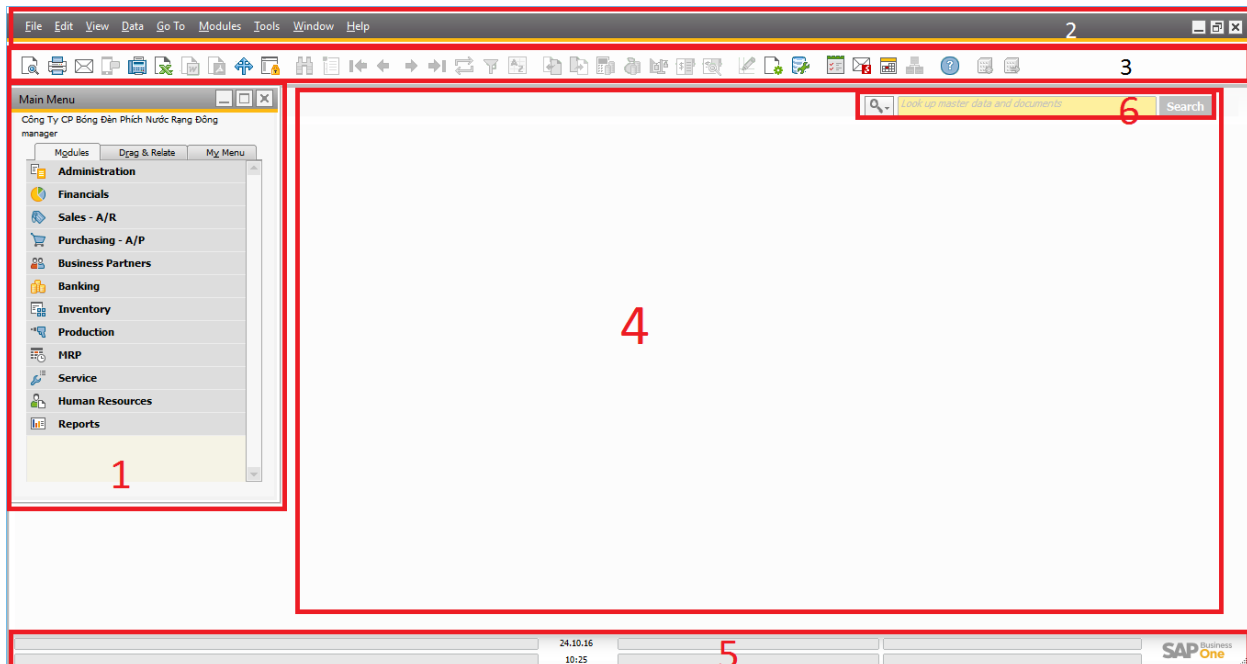 File Edit View Data Go To Modules Tools Window Help 2
3
Main Menu
Công Ty CP Bóng Đèn Phích Nước Rạng Đông
manager
Modules Drag & Relate My Menu
Look up master data and documents 6 Search
Administration
Financials
Sales - A/R
Purchasing - A/P
Business Partners
Banking
Inventory
Production
MRP
Service
Human Resources
Reports
1
4
24.10.16
10:25
5
SAP Business One